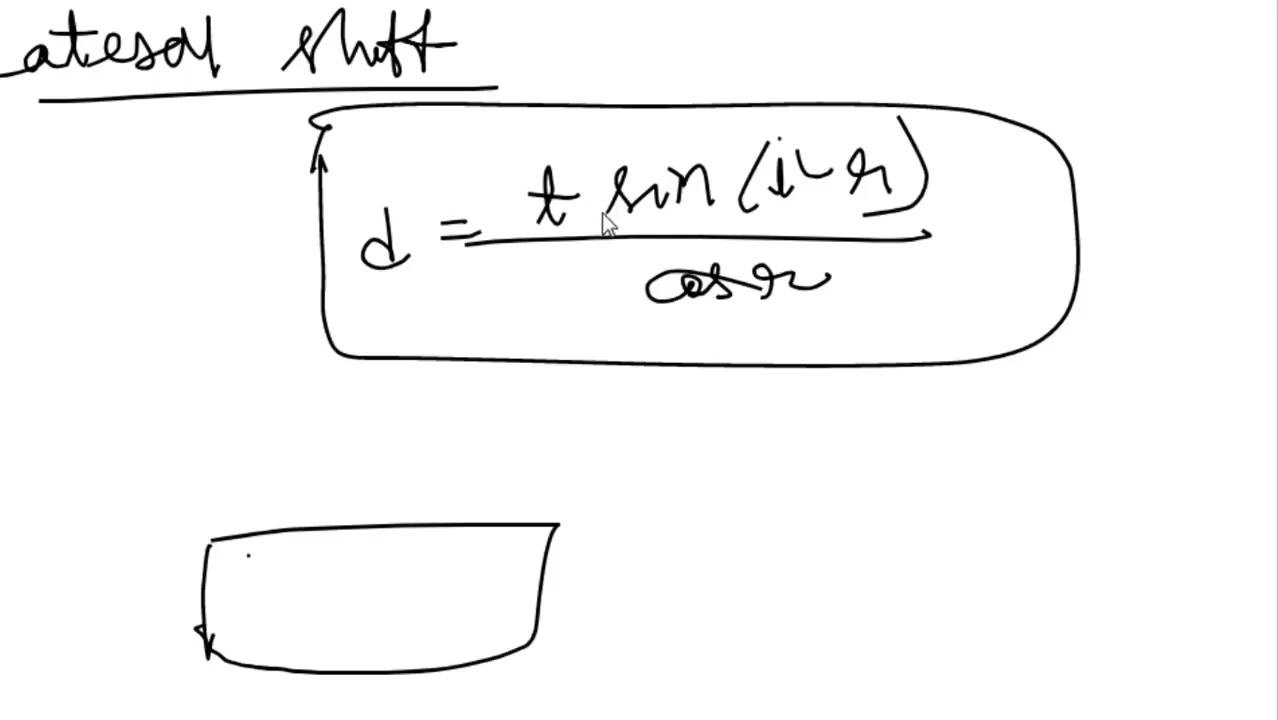 ateral shift
d = t sin (i - r) / cos r